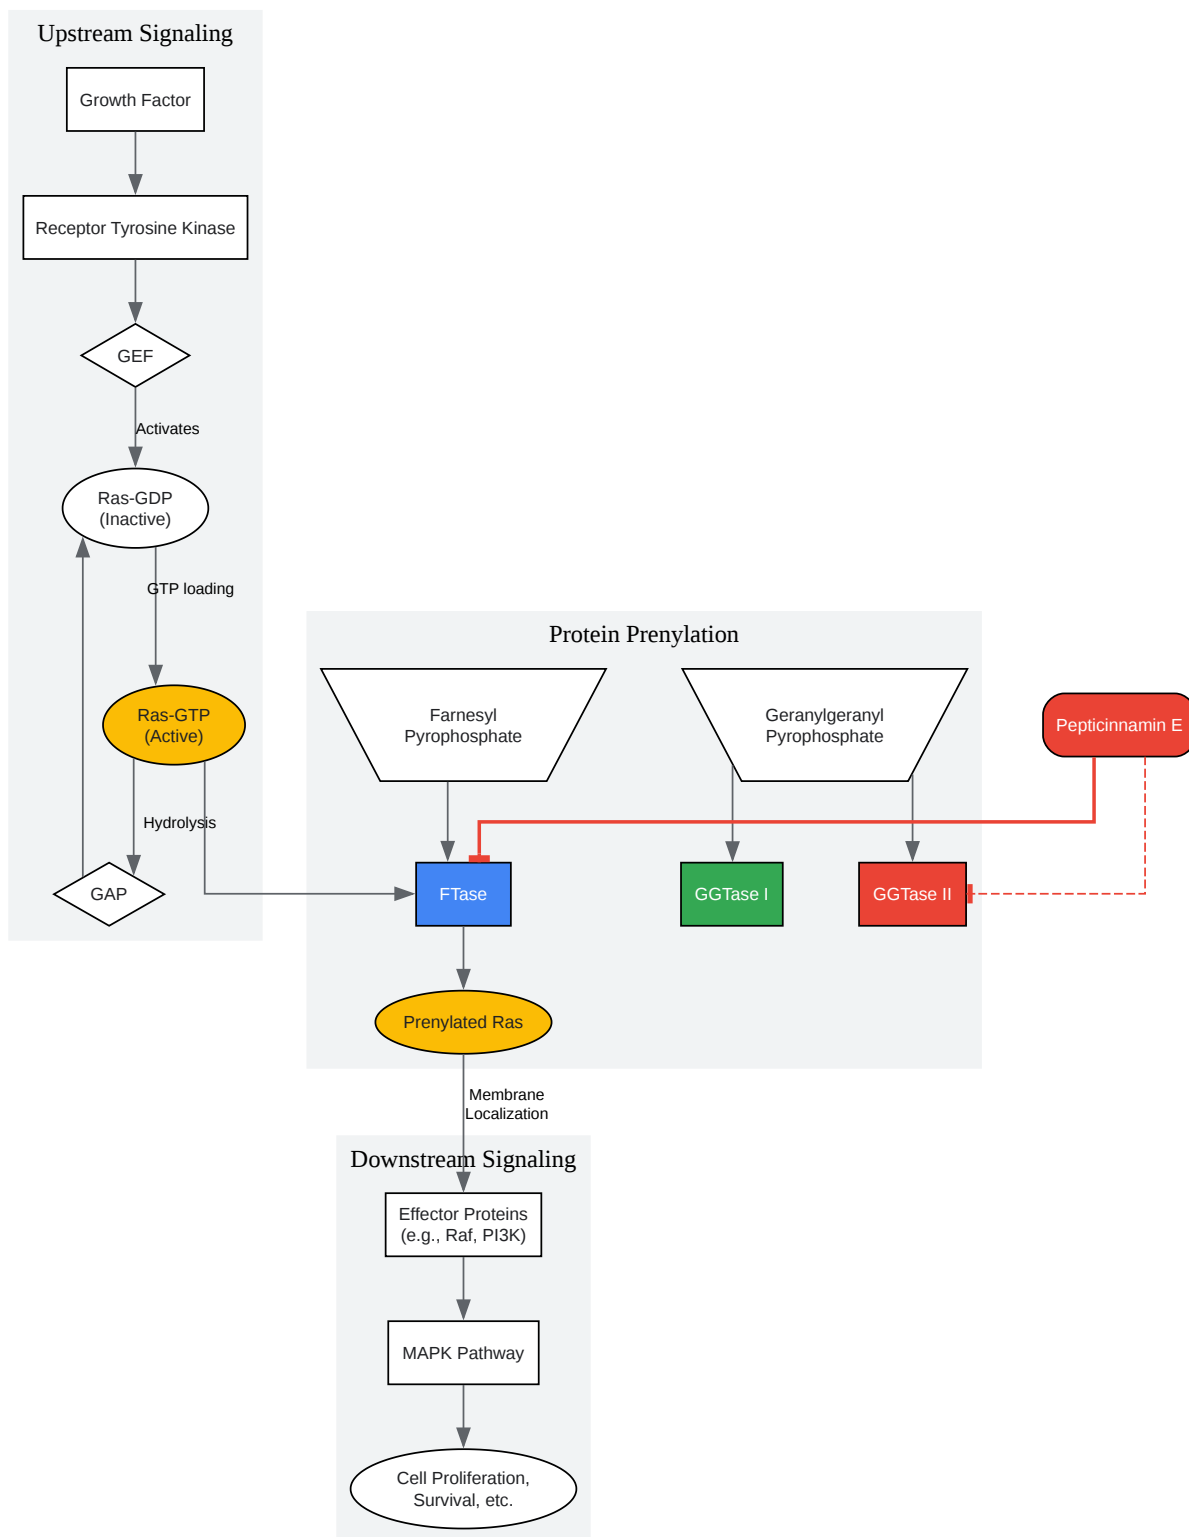 Upstream Signaling
Growth Factor
Receptor Tyrosine Kinase
GEF
Activates
Ras-GDP
(Inactive)
GTP loading
Ras-GTP
(Active)
Hydrolysis
GAP
Protein Prenylation
Farnesyl
Pyrophosphate
Geranylgeranyl
Pyrophosphate
Pepticinnamin E
FTase
GGTase I
GGTase II
Prenylated Ras
Membrane
Localization
Downstream Signaling
Effector Proteins
(e.g., Raf, PI3K)
MAPK Pathway
Cell Proliferation,
Survival, etc.